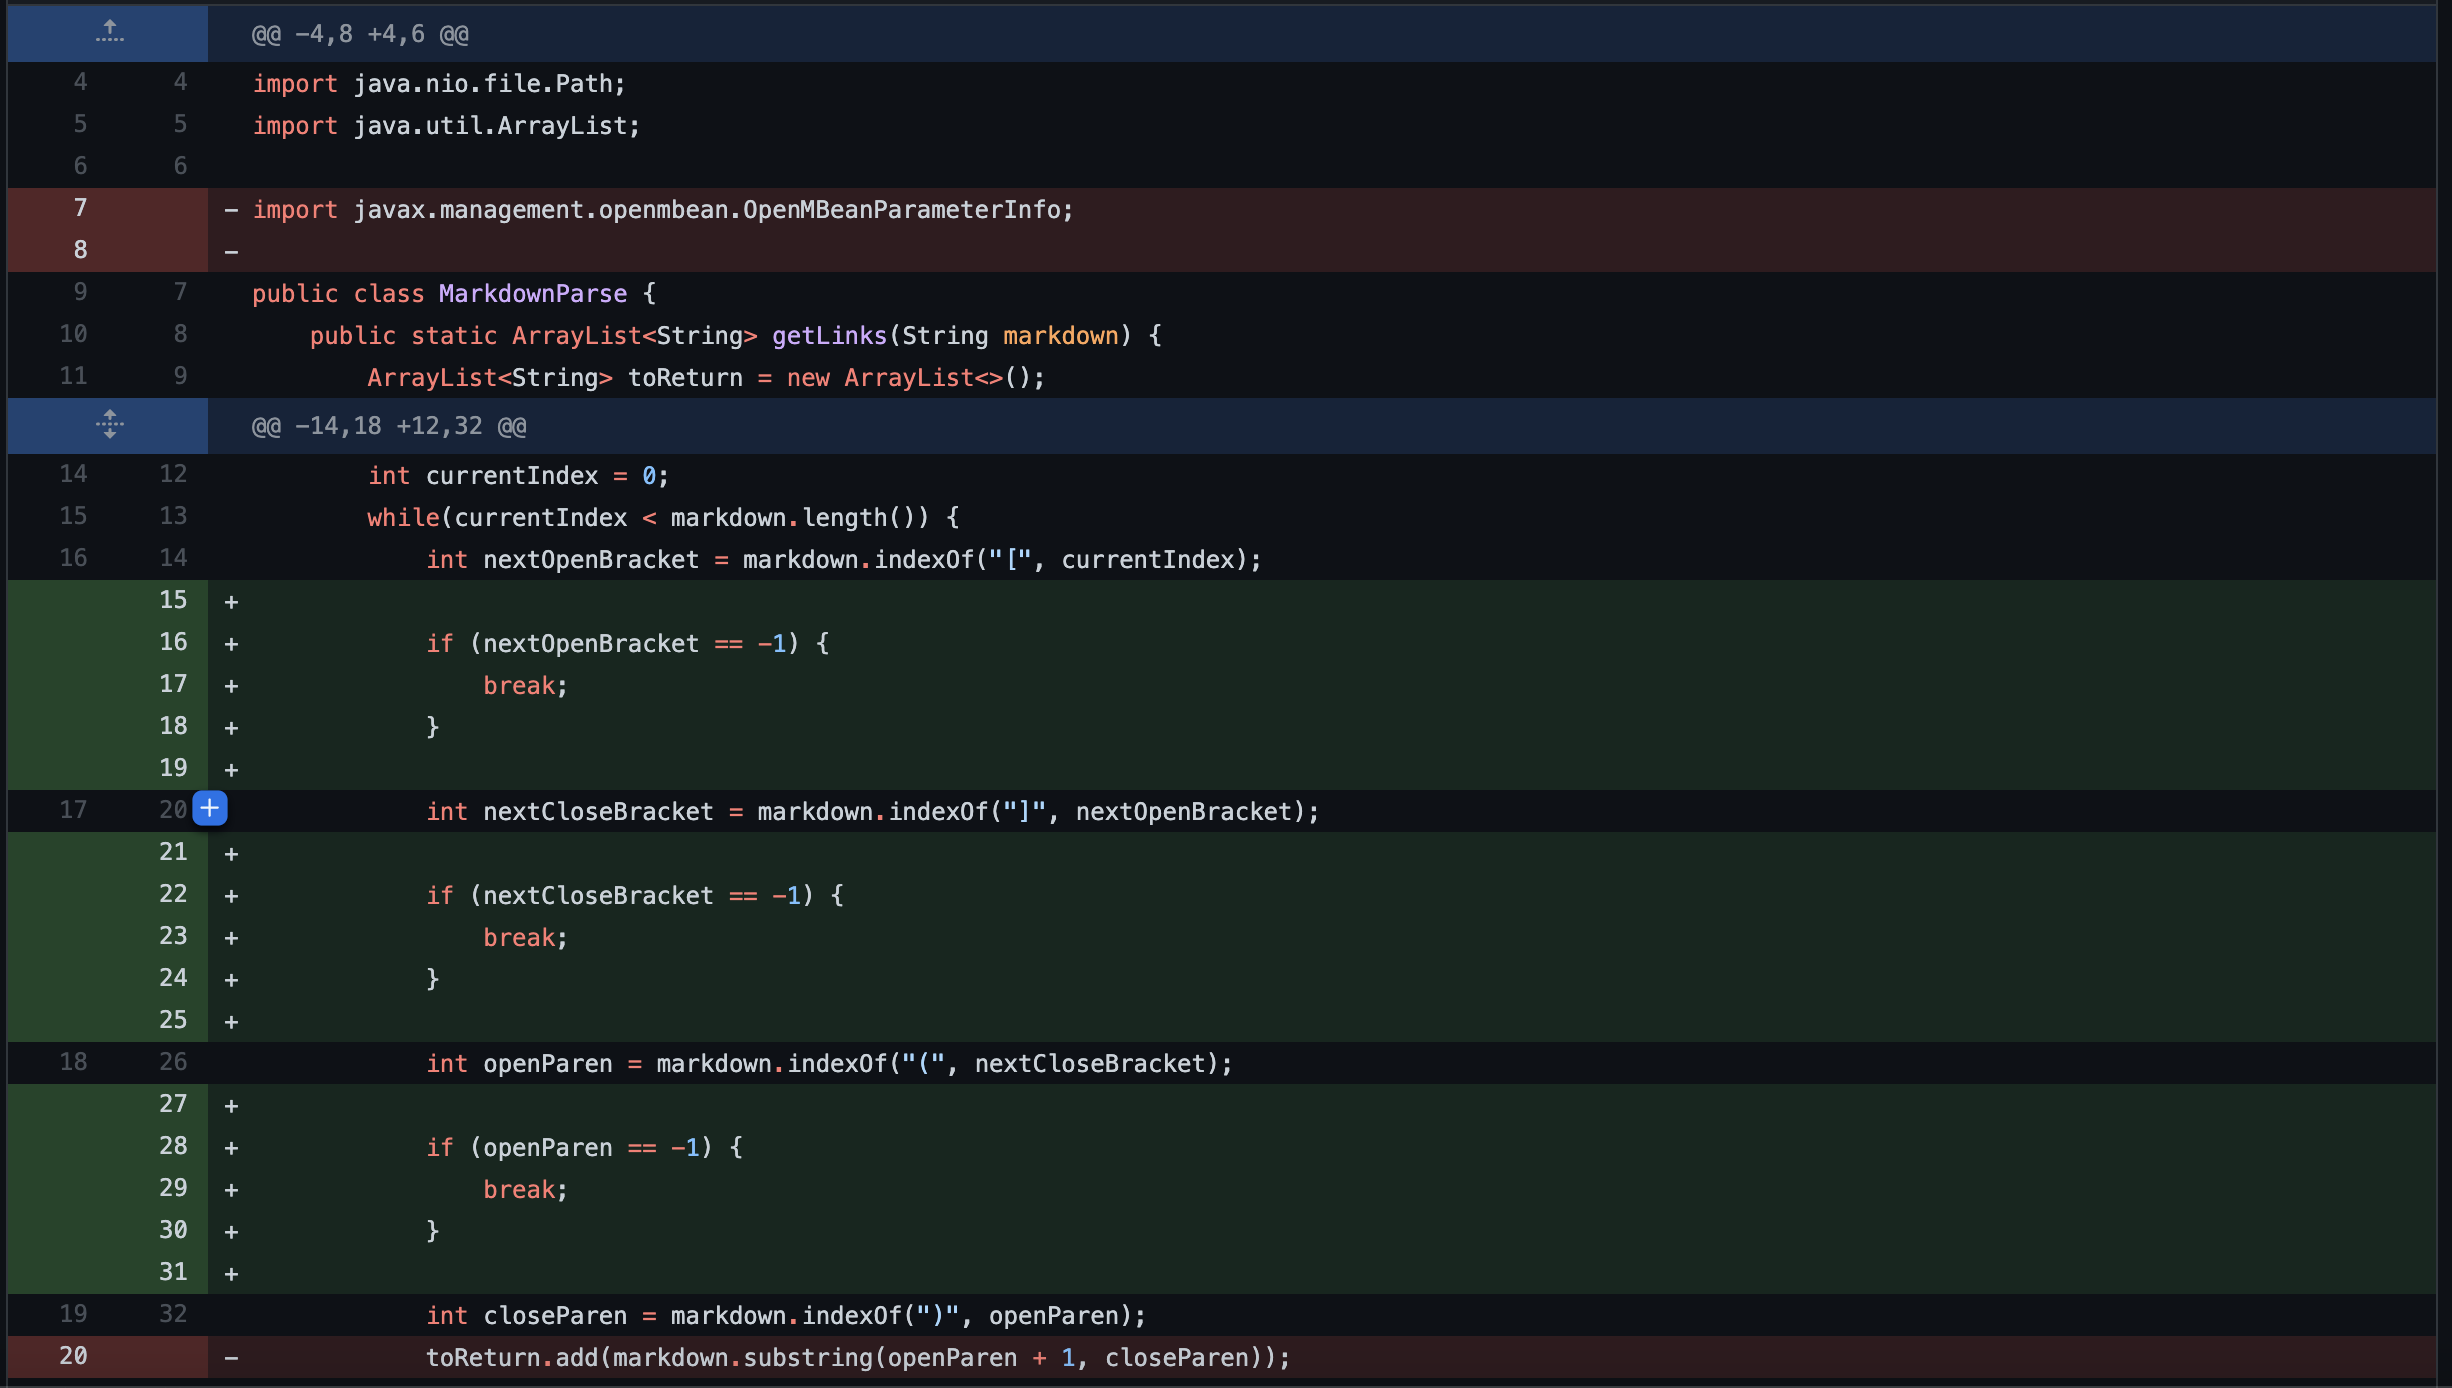 @@ -4,8 +4,6 @@
4 4 import java.nio.file.Path;
5 5 import java.util.ArrayList;
6 6
7 - import javax.management.openmbean.OpenMBeanParameterInfo;
8 -
9 7 public class MarkdownParse {
10 8 public static ArrayList<String> getLinks(String markdown) {
11 9 ArrayList<String> toReturn = new ArrayList<>();
@@ -14,18 +12,32 @@
14 12 int currentIndex = 0;
15 13 while(currentIndex < markdown.length()) {
16 14 int nextOpenBracket = markdown.indexOf("[", currentIndex);
15 +
16 + if (nextOpenBracket == -1) {
17 + break;
18 + }
19 +
17 20 + int nextCloseBracket = markdown.indexOf("]", nextOpenBracket);
21 +
22 + if (nextCloseBracket == -1) {
23 + break;
24 + }
25 +
18 26 int openParen = markdown.indexOf("(", nextCloseBracket);
27 +
28 + if (openParen == -1) {
29 + break;
30 + }
31 +
19 32 int closeParen = markdown.indexOf(")", openParen);
20 - toReturn.add(markdown.substring(openParen + 1, closeParen));